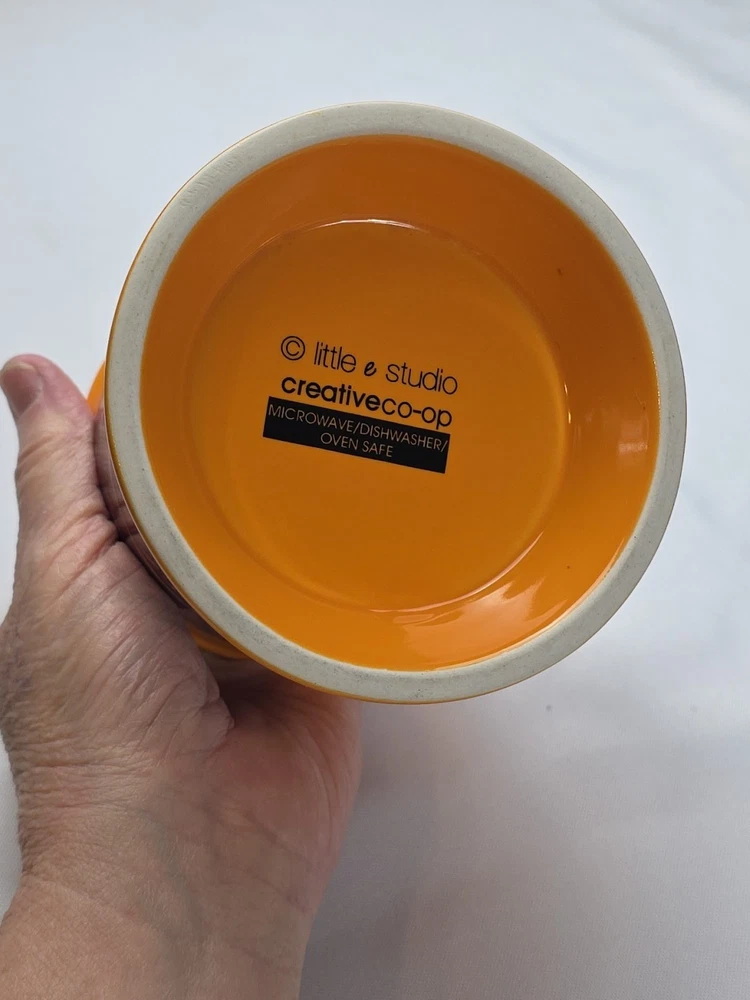 © little e studio
creativeco-op
MICROWAVE/DISHWASHER/
OVEN SAFE